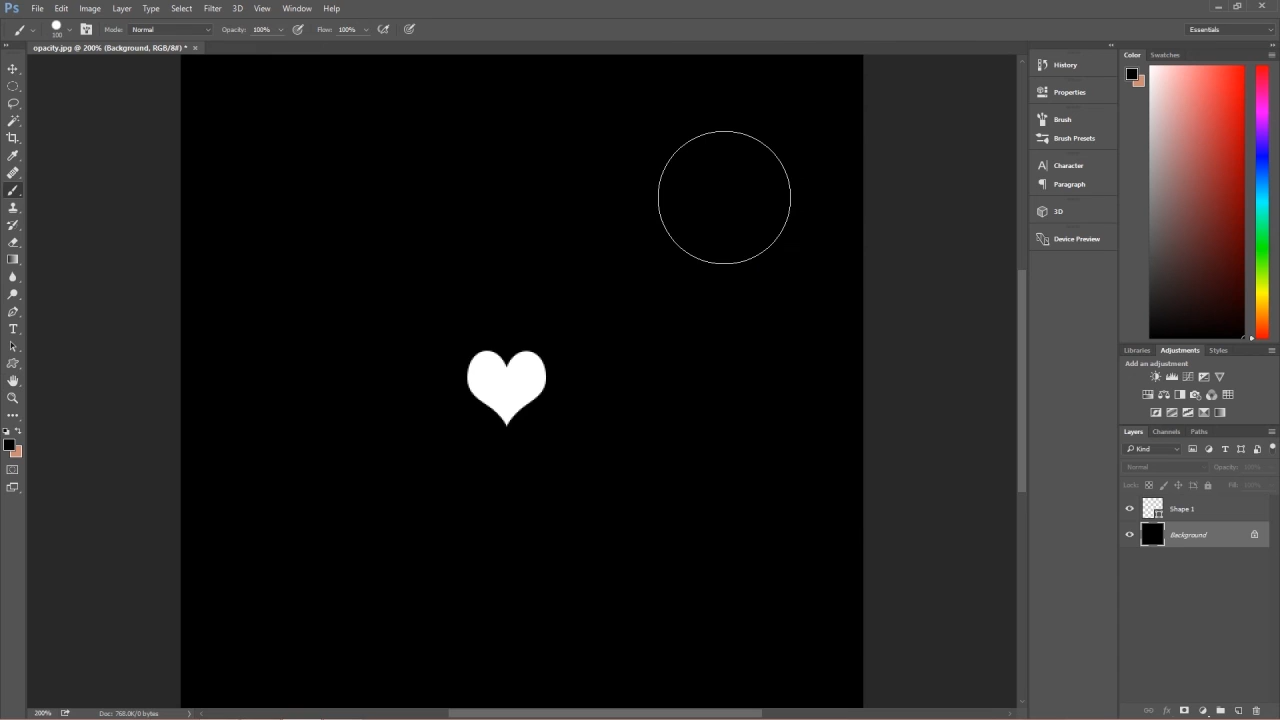 Ps File Edit Image Layer Type Select Filter 3D View Window Help
100 Mode: Normal Opacity: 100% Flow: 100% Essentials
opacity.jpg @ 200% (Background, RGB/8#) * ×
History
Properties
Brush
Brush Presets
Character
Paragraph
3D
Device Preview
Color Swatches
Libraries Adjustments Styles
Add an adjustment
Layers Channels Paths
Kind
Normal Opacity: 100%
Lock: Fill: 100%
Shape 1
Background
200% Doc: 768.0K/0 bytes